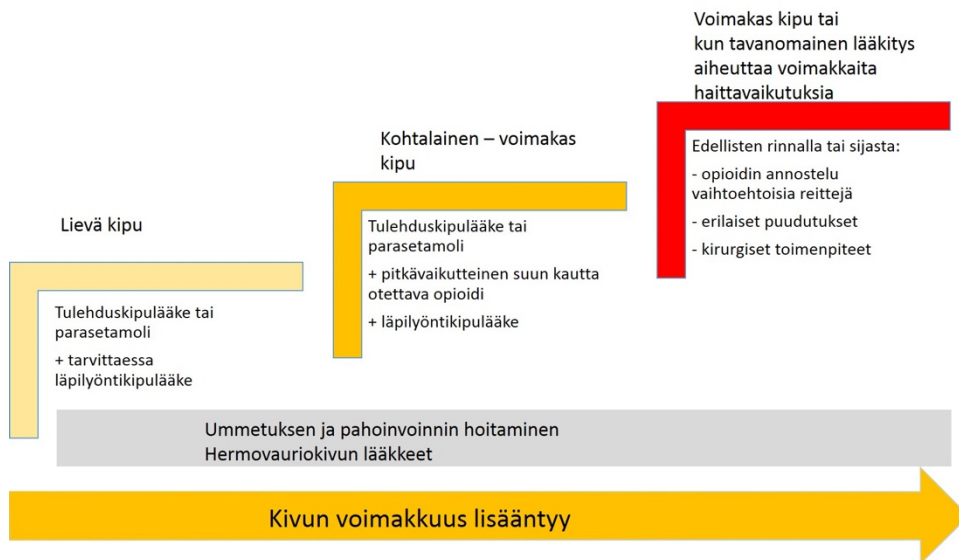 Lievä kipu
Tulehduskipulääke tai
parasetamoli
+ tarvittaessa
läpilyöntikipulääke
Kohtalainen – voimakas
kipu
Tulehduskipulääke tai
parasetamoli
+ pitkävaikutteinen suun kautta
otettava opioidi
+ läpilyöntikipulääke
Voimakas kipu tai
kun tavanomainen lääkitys
aiheuttaa voimakkaita
haittavaikutuksia
Edellisten rinnalla tai sijasta:
- opioidin annostelu
vaihtoehtoisia reittejä
- erilaiset puudutukset
- kirurgiset toimenpiteet
Ummetuksen ja pahoinvoinnin hoitaminen
Hermovauriokivun lääkkeet
Kivun voimakkuus lisääntyy